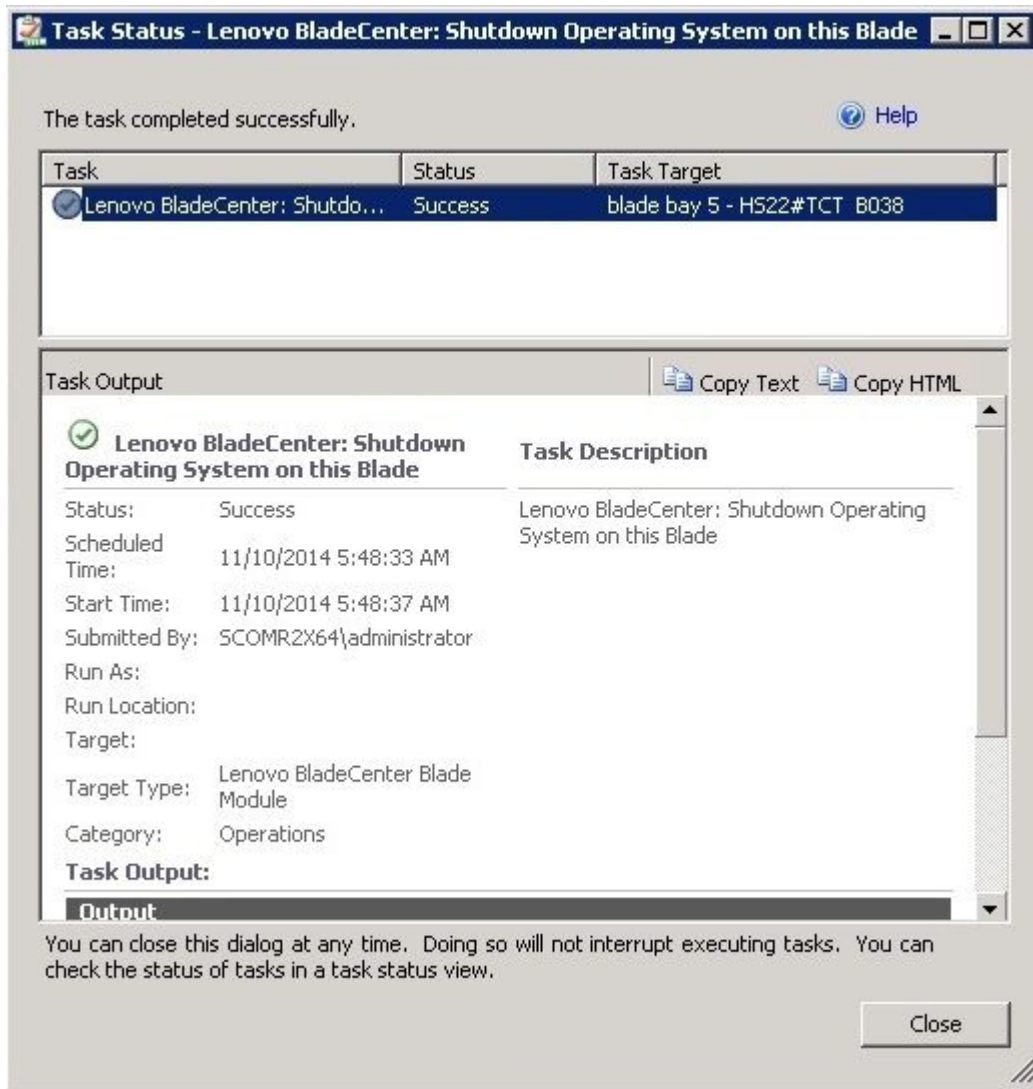 Task Status - Lenovo BladeCenter: Shutdown Operating System on this Blade
The task completed successfully.
Help
Task Status Task Target
Lenovo BladeCenter: Shutdo... Success blade bay 5 - HS22#TCT B038
Task Output
Copy Text Copy HTML
Lenovo BladeCenter: Shutdown
Operating System on this Blade
Task Description
Lenovo BladeCenter: Shutdown Operating
System on this Blade
Status: Success
Scheduled
Time: 11/10/2014 5:48:33 AM
Start Time: 11/10/2014 5:48:37 AM
Submitted By: SCOMR2X64\administrator
Run As:
Run Location:
Target:
Target Type: Lenovo BladeCenter Blade
Module
Category: Operations
Task Output:
Output
You can close this dialog at any time. Doing so will not interrupt executing tasks. You can
check the status of tasks in a task status view.
Close